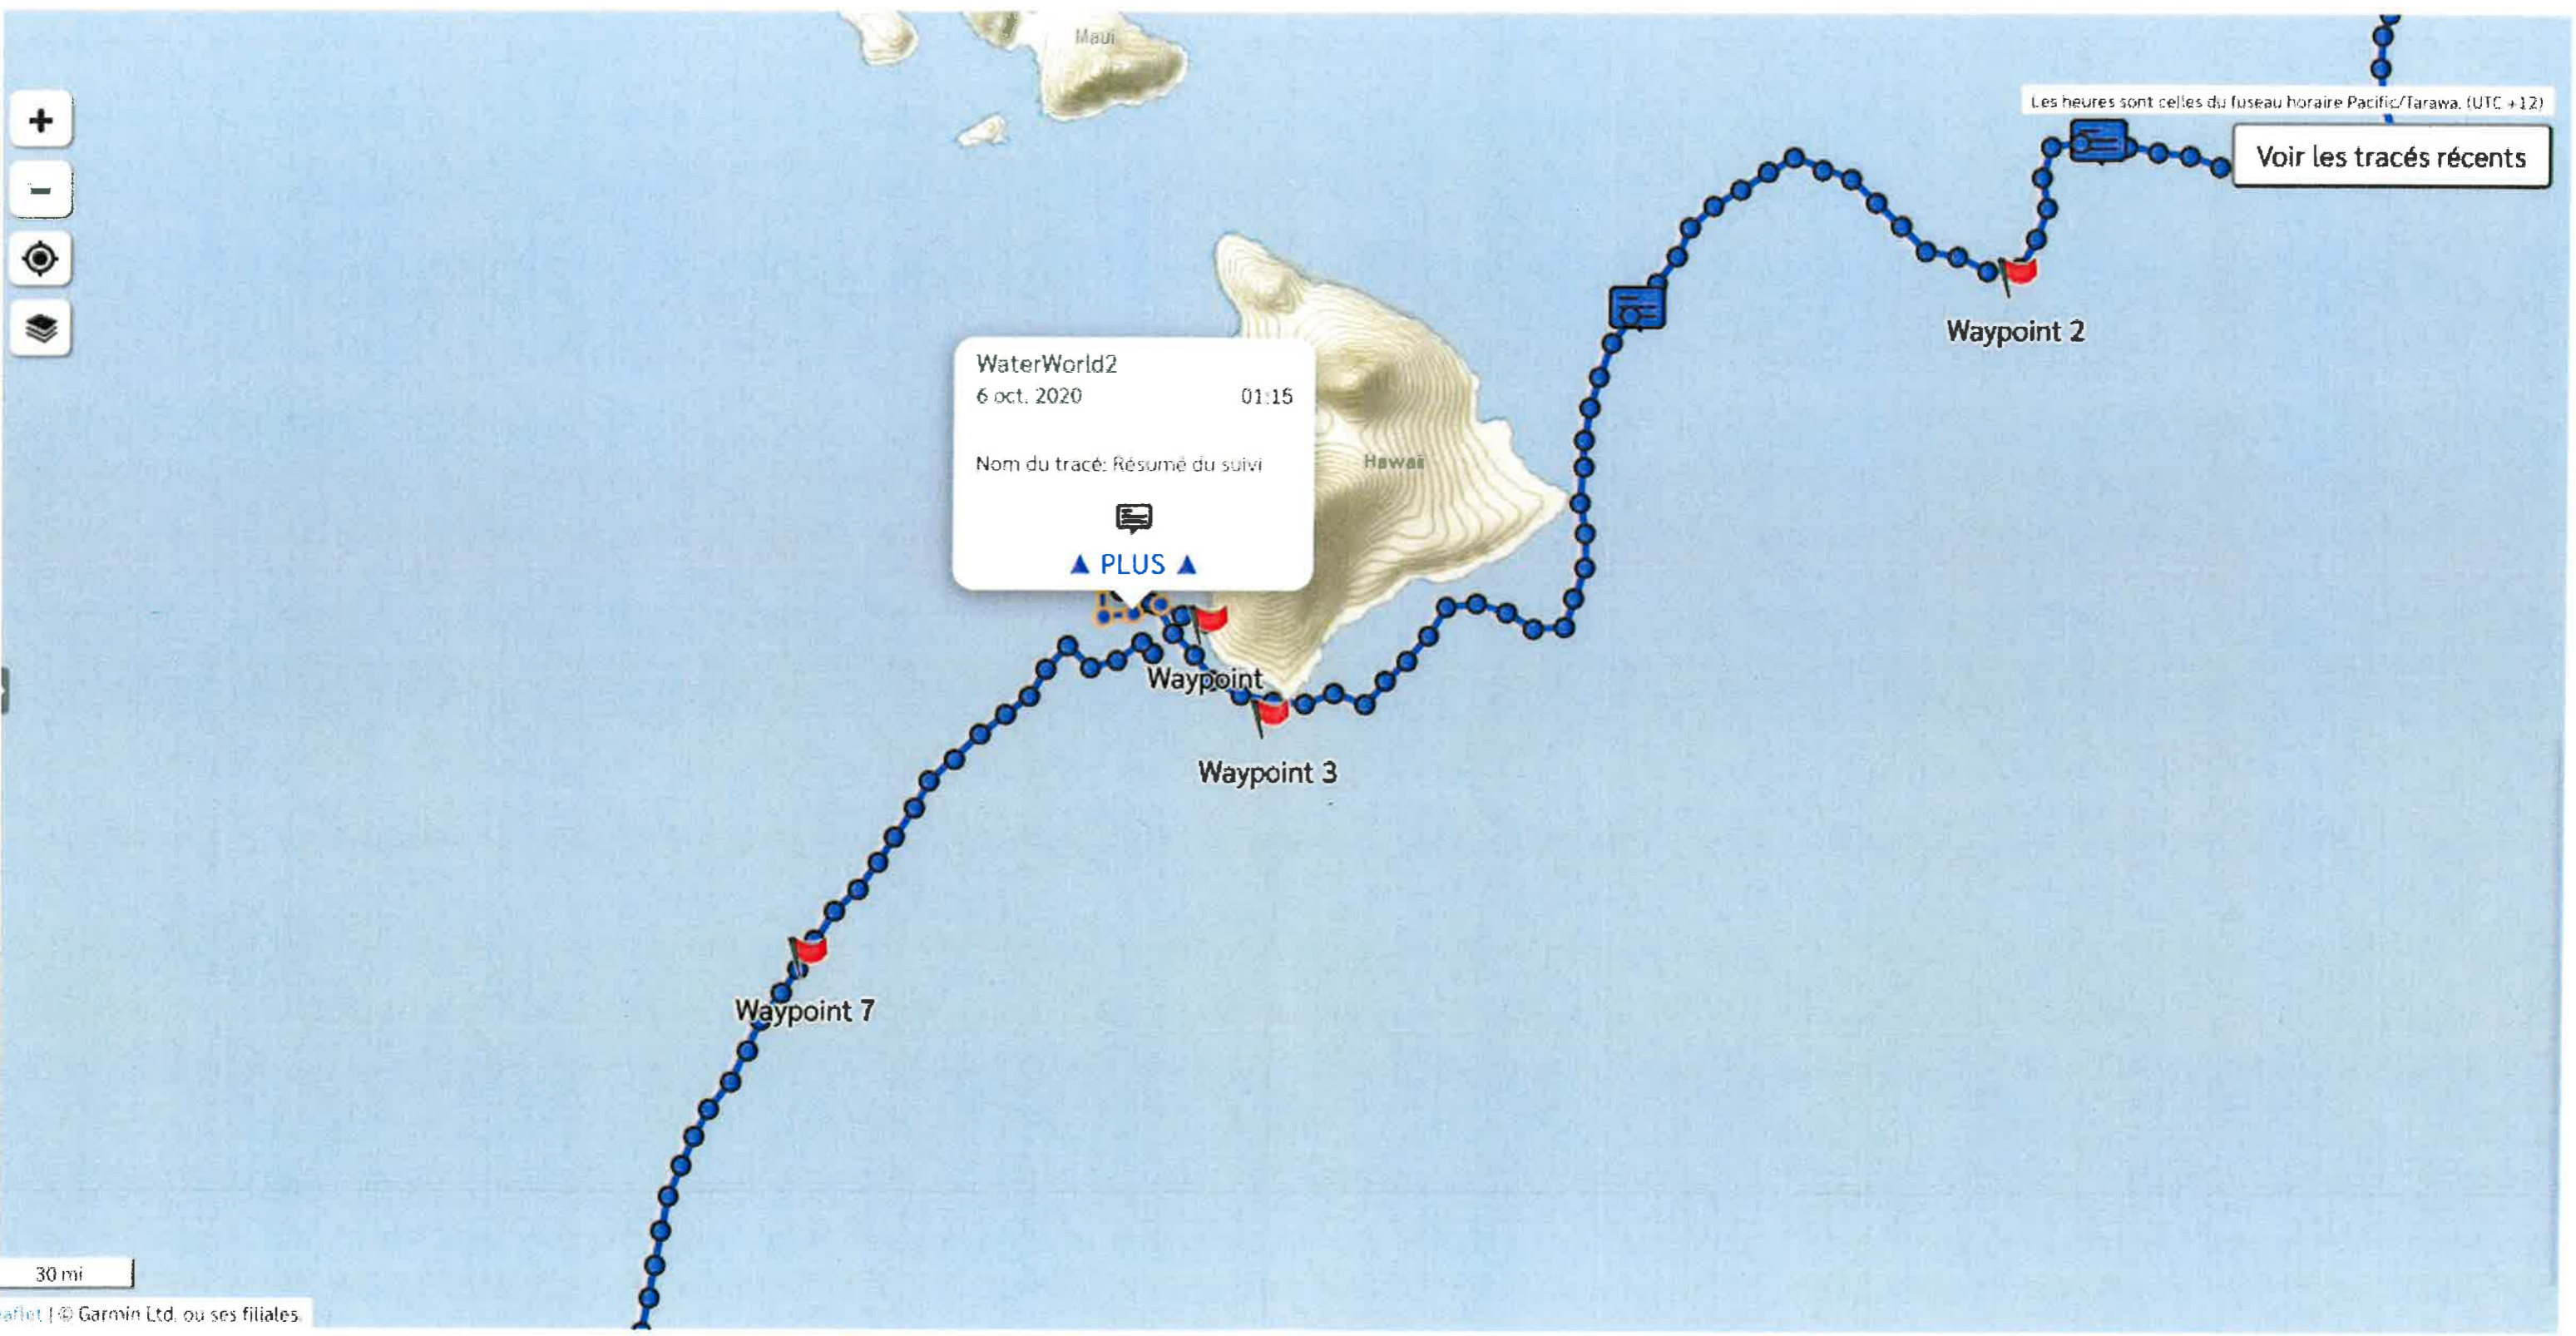 Maui
Les heures sont celles du fuseau horaire Pacific/Tarawa. (UTC +12)
Voir les tracés récents
Waypoint 2
WaterWorld2
6 oct. 2020 01:15
Nom du tracé: Résumé du suivi
PLUS
Hawaii
Waypoint
Waypoint 3
Waypoint 7
30 mi
aflet | © Garmin Ltd. ou ses filiales.